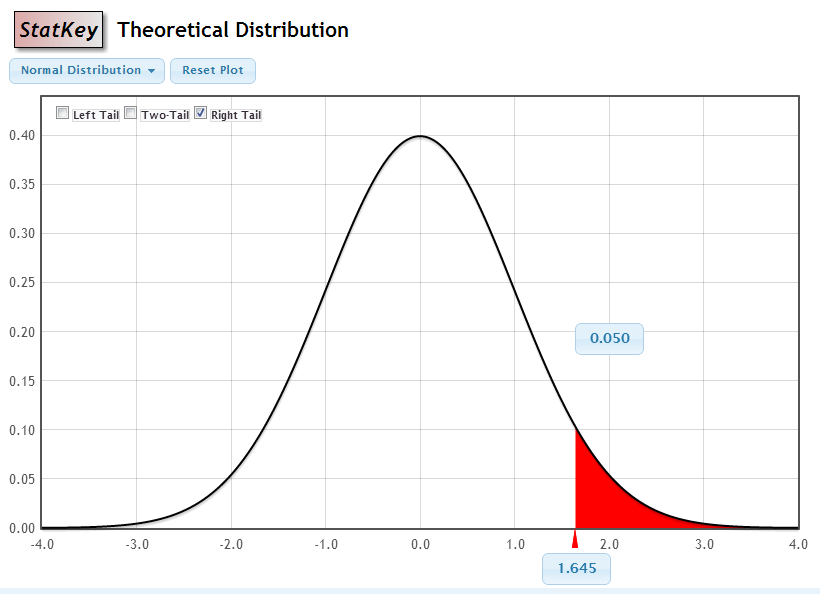 StatKey Theoretical Distribution
Normal Distribution Reset Plot
Left Tail Two-Tail Right Tail
0.40
0.35
0.30
0.25
0.20
0.050
0.15
0.10
0.05
0.00
-4.0 -3.0 -2.0 -1.0 0.0 1.0 2.0 3.0 4.0
1.645